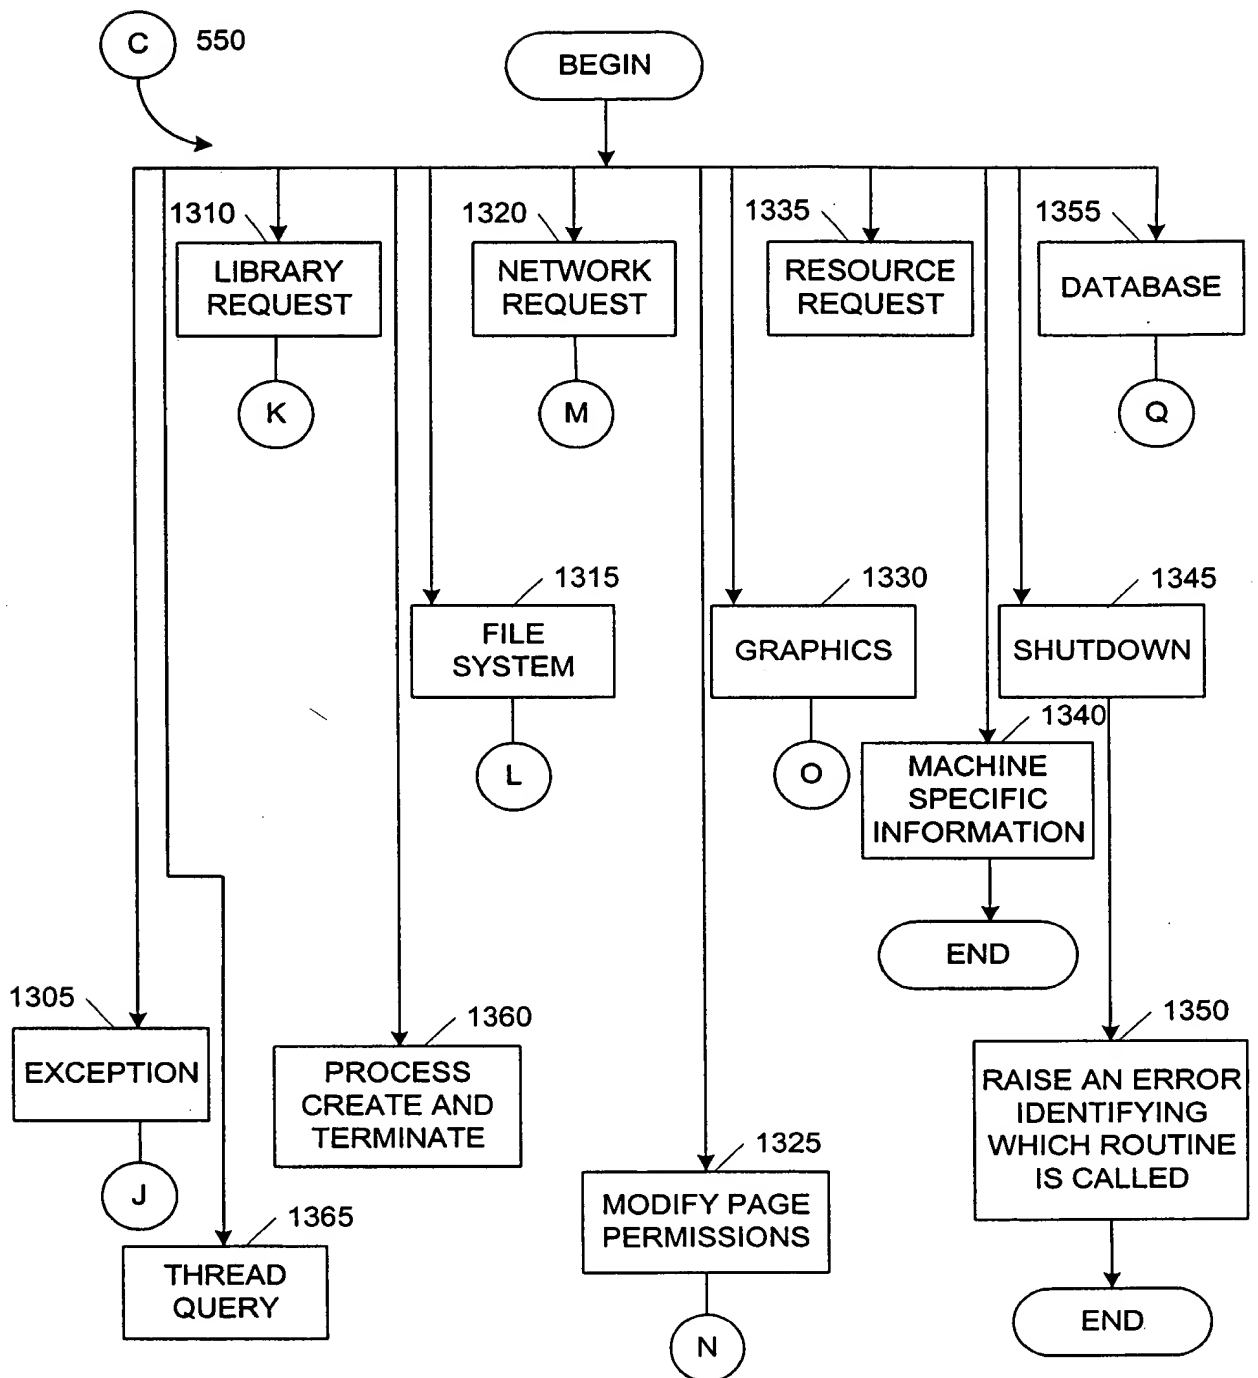 C
550
BEGIN
1310
LIBRARY
REQUEST
K
1320
NETWORK
REQUEST
M
1335
RESOURCE
REQUEST
1355
DATABASE
Q
1315
FILE
SYSTEM
L
1330
GRAPHICS
O
1345
SHUTDOWN
1340
MACHINE
SPECIFIC
INFORMATION
END
1305
EXCEPTION
J
1360
PROCESS
CREATE AND
TERMINATE
1350
RAISE AN ERROR
IDENTIFYING
WHICH ROUTINE
IS CALLED
END
1325
MODIFY PAGE
PERMISSIONS
N
1365
THREAD
QUERY